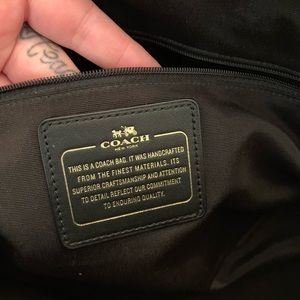 COACH
NEW YORK
THIS IS A COACH BAG. IT WAS HANDCRAFTED
FROM THE FINEST MATERIALS. ITS
SUPERIOR CRAFTSMANSHIP AND ATTENTION
TO DETAIL REFLECT OUR COMMITMENT
TO ENDURING QUALITY.